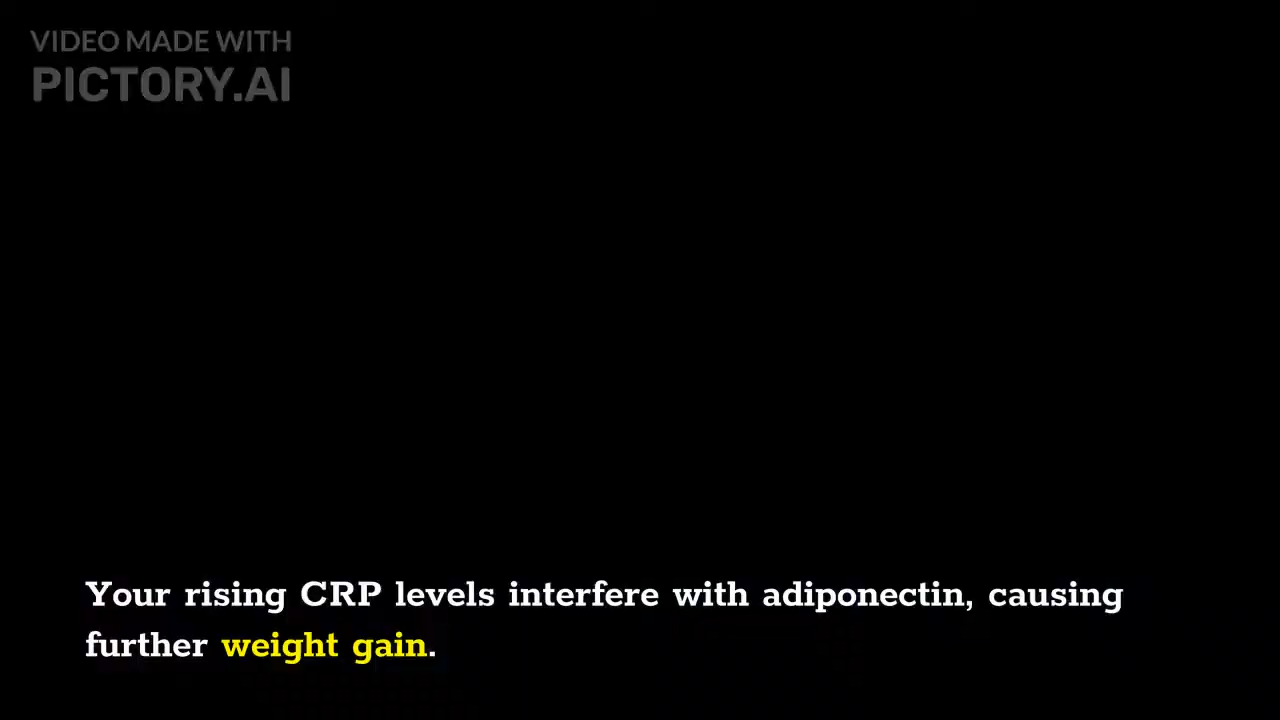 VIDEO MADE WITH
PICTORY.AI
Your rising CRP levels interfere with adiponectin, causing
further weight gain.